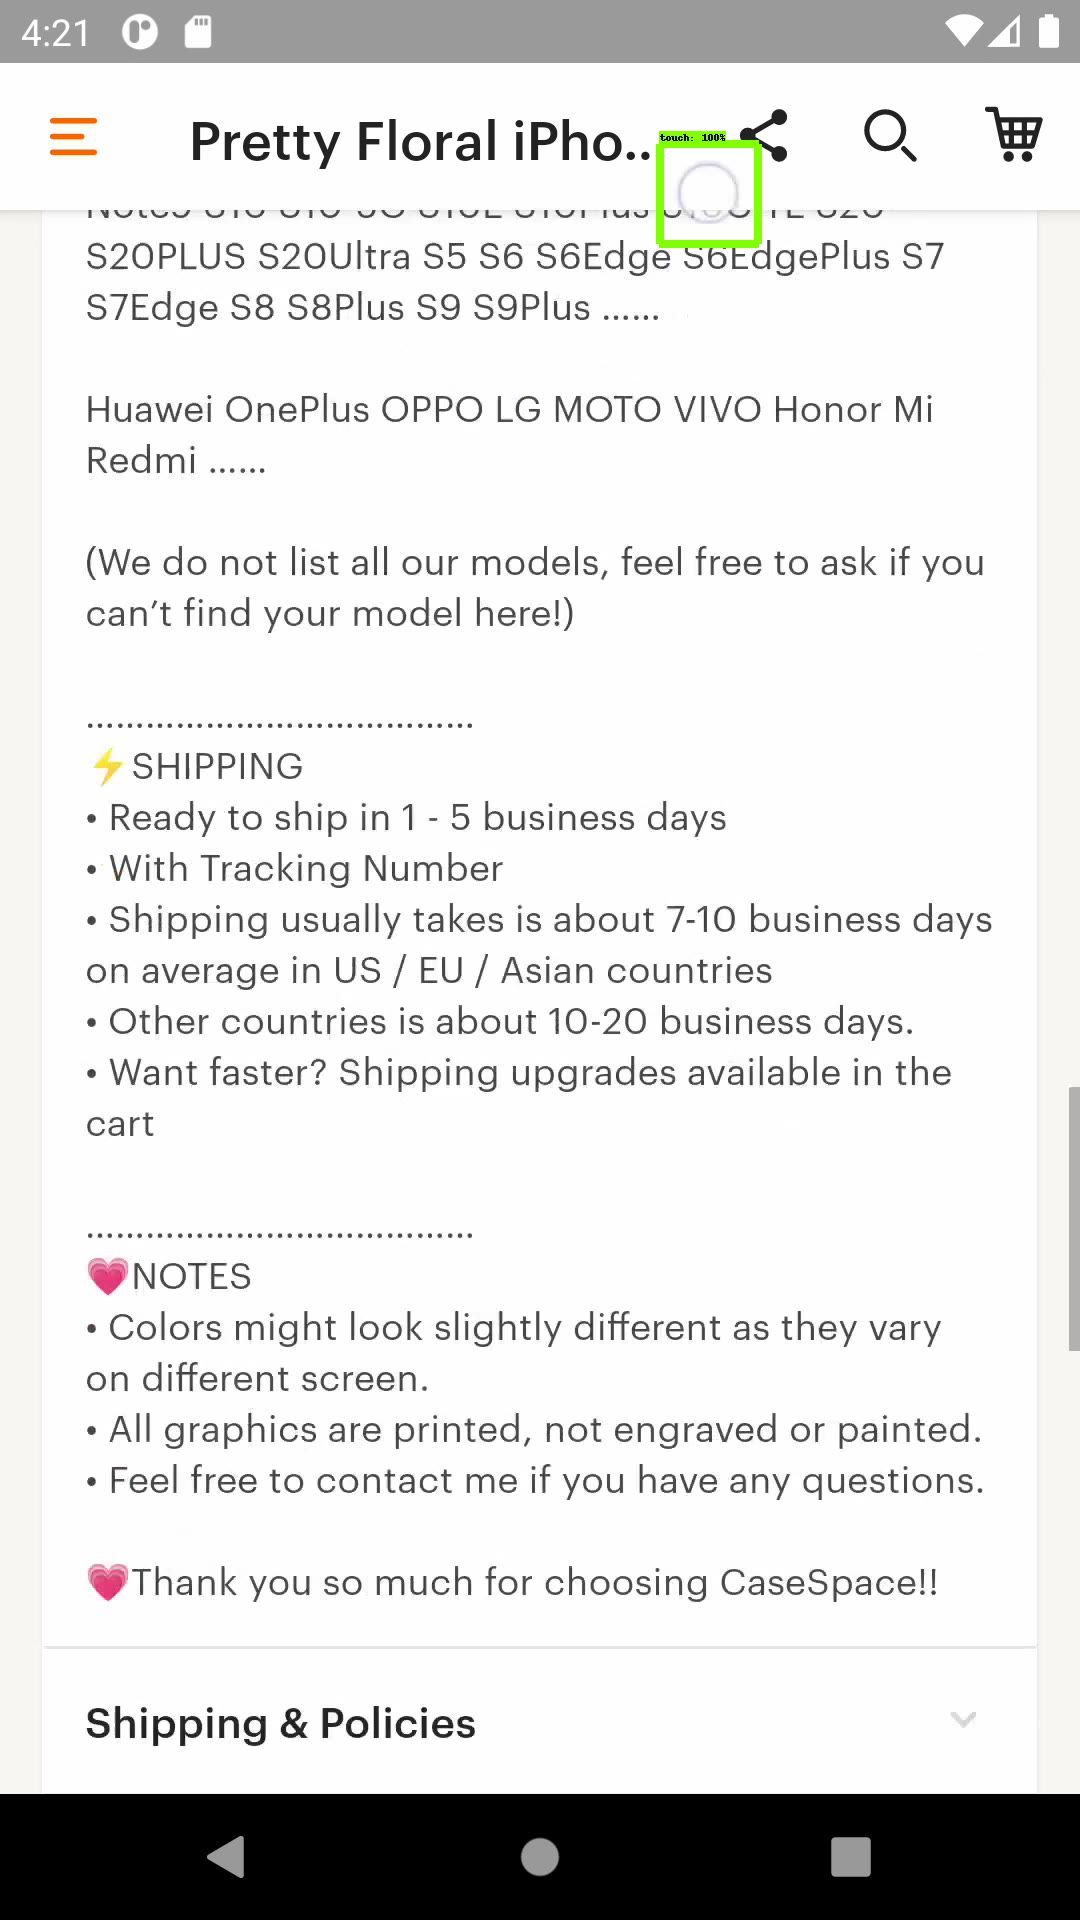 4:21
Pretty Floral iPho..
touch: 100%
S20PLUS S20Ultra S5 S6 S6Edge S6EdgePlus S7
S7Edge S8 S8Plus S9 S9Plus ......
Huawei OnePlus OPPO LG MOTO VIVO Honor Mi
Redmi ......
(We do not list all our models, feel free to ask if you
can't find your model here!)
.......................................
⚡SHIPPING
• Ready to ship in 1 - 5 business days
• With Tracking Number
• Shipping usually takes is about 7-10 business days
on average in US / EU / Asian countries
• Other countries is about 10-20 business days.
• Want faster? Shipping upgrades available in the
cart
.......................................
💗NOTES
• Colors might look slightly different as they vary
on different screen.
• All graphics are printed, not engraved or painted.
• Feel free to contact me if you have any questions.
💗Thank you so much for choosing CaseSpace!!
Shipping & Policies